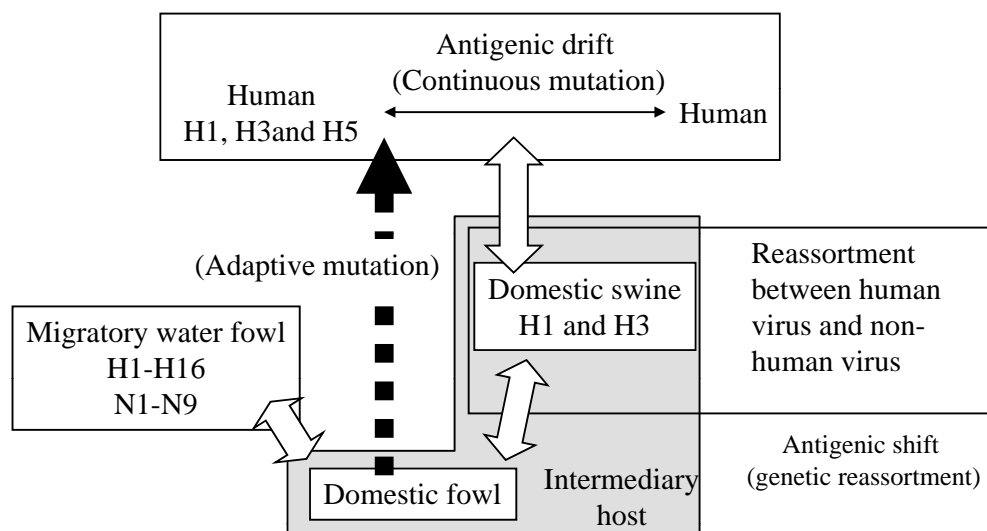 Antigenic drift
(Continuous mutation)
Human
H1, H3and H5
Human
(Adaptive mutation)
Domestic swine
H1 and H3
Reassortment
between human
virus and non-
human virus
Migratory water fowl
H1-H16
N1-N9
Antigenic shift
(genetic reassortment)
Domestic fowl
Intermediary
host